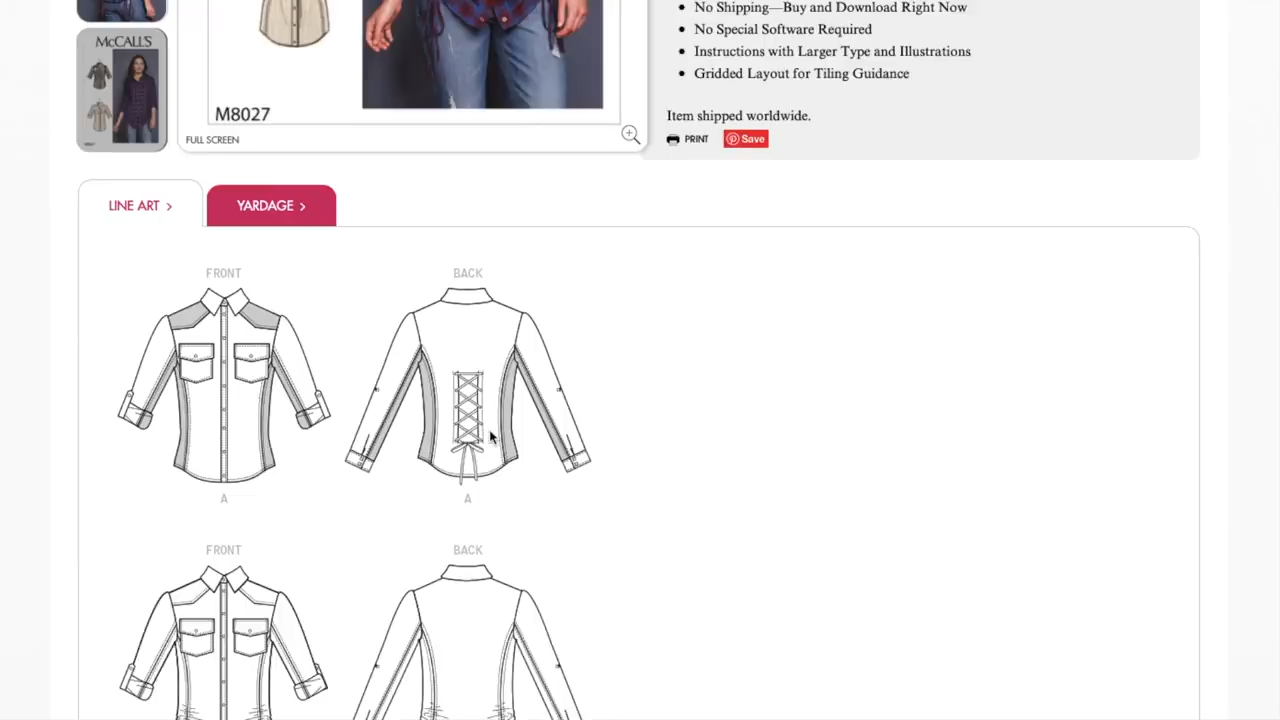 McCALL'S
M8027
FULL SCREEN
No Shipping—Buy and Download Right Now
No Special Software Required
Instructions with Larger Type and Illustrations
Gridded Layout for Tiling Guidance
Item shipped worldwide.
PRINT
Save
LINE ART >
YARDAGE >
FRONT
BACK
A
A
FRONT
BACK